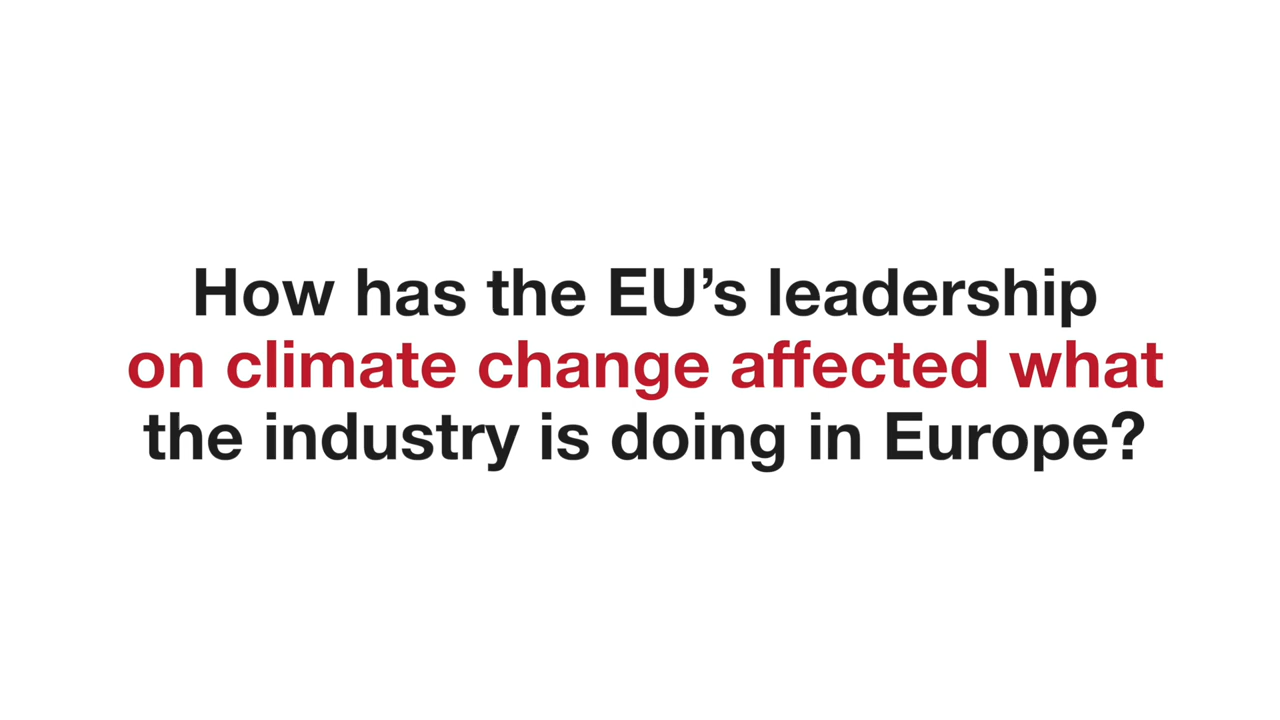 How has the EU’s leadership
on climate change affected what
the industry is doing in Europe?